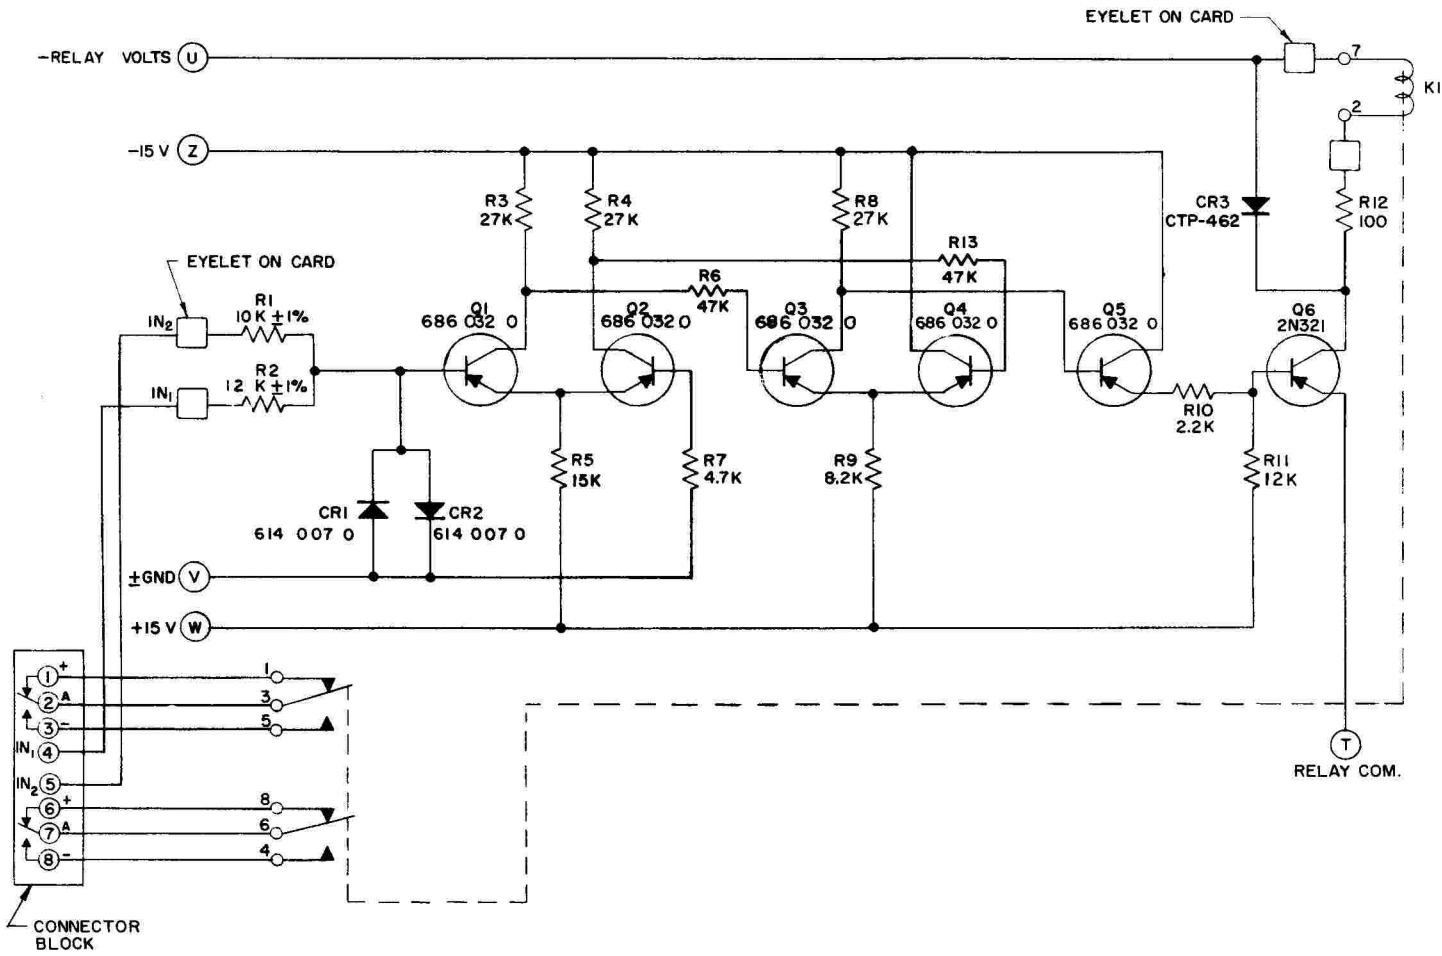 EYELET ON CARD
-RELAY VOLTS U
7
K1
2
-15 V Z
R3
27K
R4
27K
R8
27K
CR3
CTP-462
R12
100
EYELET ON CARD
R13
47K
R6
47K
IN2
R1
10 K ±1%
Q1
686 032 0
Q2
686 032 0
Q3
686 032 0
Q4
686 032 0
Q5
686 032 0
Q6
2N321
IN1
R2
12 K ±1%
R10
2.2K
R5
15K
R7
4.7K
R9
8.2K
R11
12K
CR1
614 007 0
CR2
614 007 0
±GND V
+15 V W
1 +
2 A
3 -
IN1 4
IN2 5
6 +
7 A
8 -
1
3
5
8
6
4
T
RELAY COM.
CONNECTOR
BLOCK